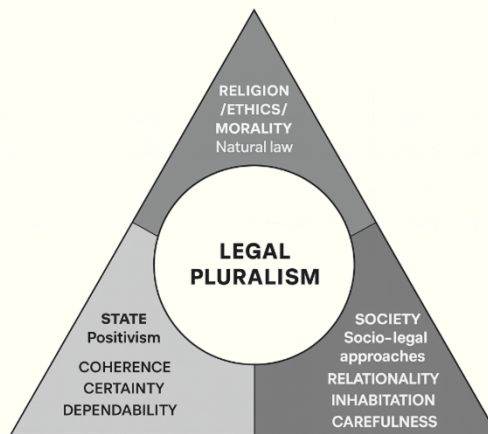 RELIGION
/ETHICS/
MORALITY
Natural law
LEGAL
PLURALISM
STATE
Positivism
COHERENCE
CERTAINTY
DEPENDABILITY
SOCIETY
Socio-legal
approaches
RELATIONALITY
INHABITATION
CAREFULNESS